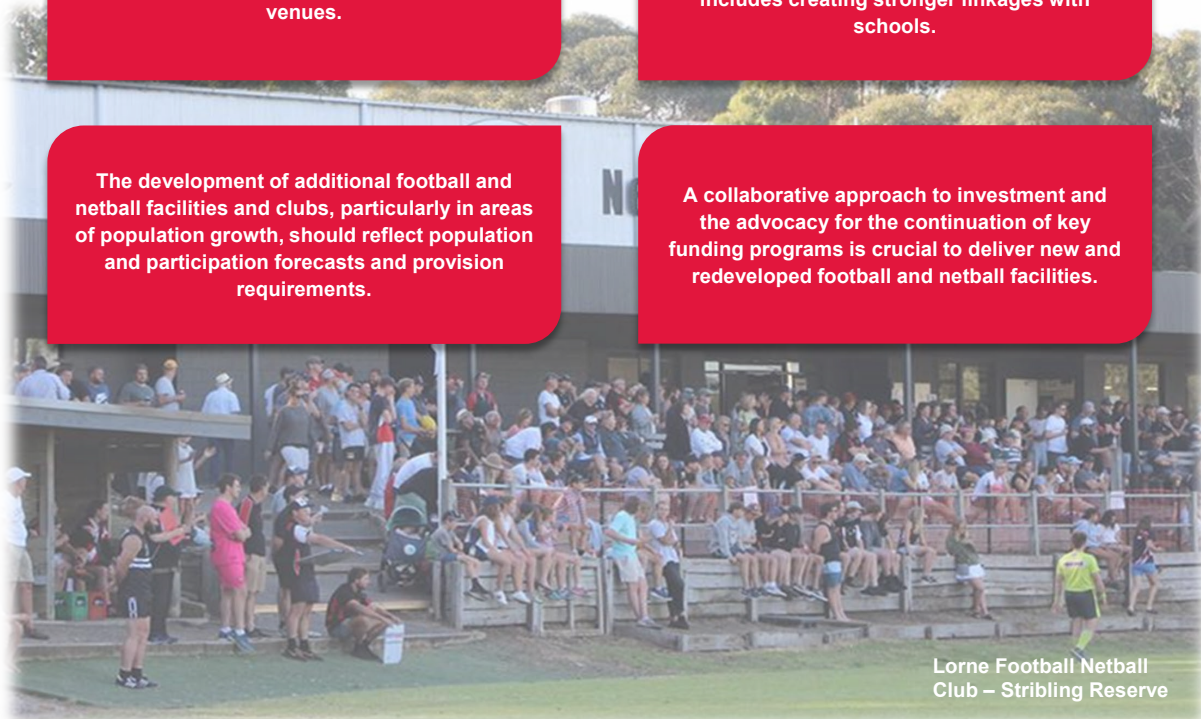 venues.
includes creating stronger linkages with
schools.
The development of additional football and
netball facilities and clubs, particularly in areas
of population growth, should reflect population
and participation forecasts and provision
requirements.
A collaborative approach to investment and
the advocacy for the continuation of key
funding programs is crucial to deliver new and
redeveloped football and netball facilities.
Lorne Football Netball
Club – Stribling Reserve